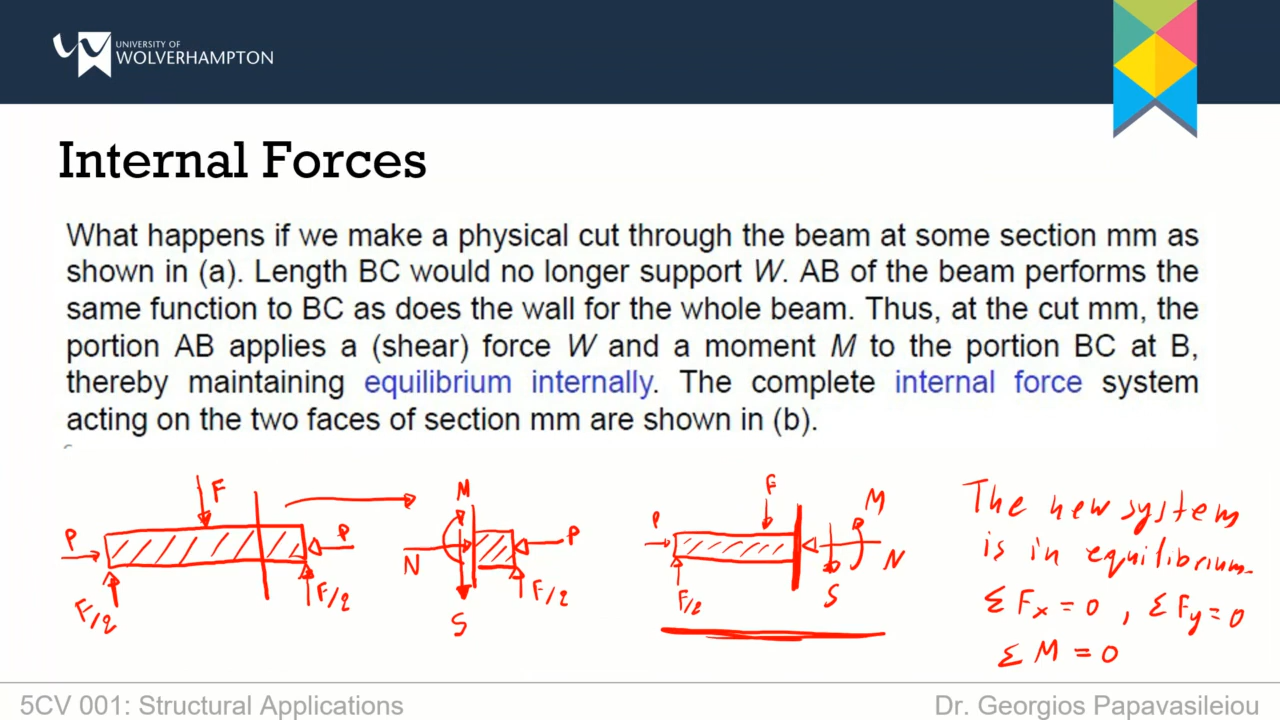 UNIVERSITY OF
WOLVERHAMPTON
Internal Forces
What happens if we make a physical cut through the beam at some section mm as
shown in (a). Length BC would no longer support W. AB of the beam performs the
same function to BC as does the wall for the whole beam. Thus, at the cut mm, the
portion AB applies a (shear) force W and a moment M to the portion BC at B,
thereby maintaining equilibrium internally. The complete internal force system
acting on the two faces of section mm are shown in (b).
F
P
P
F/2
F/2
M
N
P
F/2
S
F
P
M
N
F/2
S
The new system
is in equilibrium
Σ Fx = 0 , Σ Fy = 0
Σ M = 0
5CV 001: Structural Applications
Dr. Georgios Papavasileiou